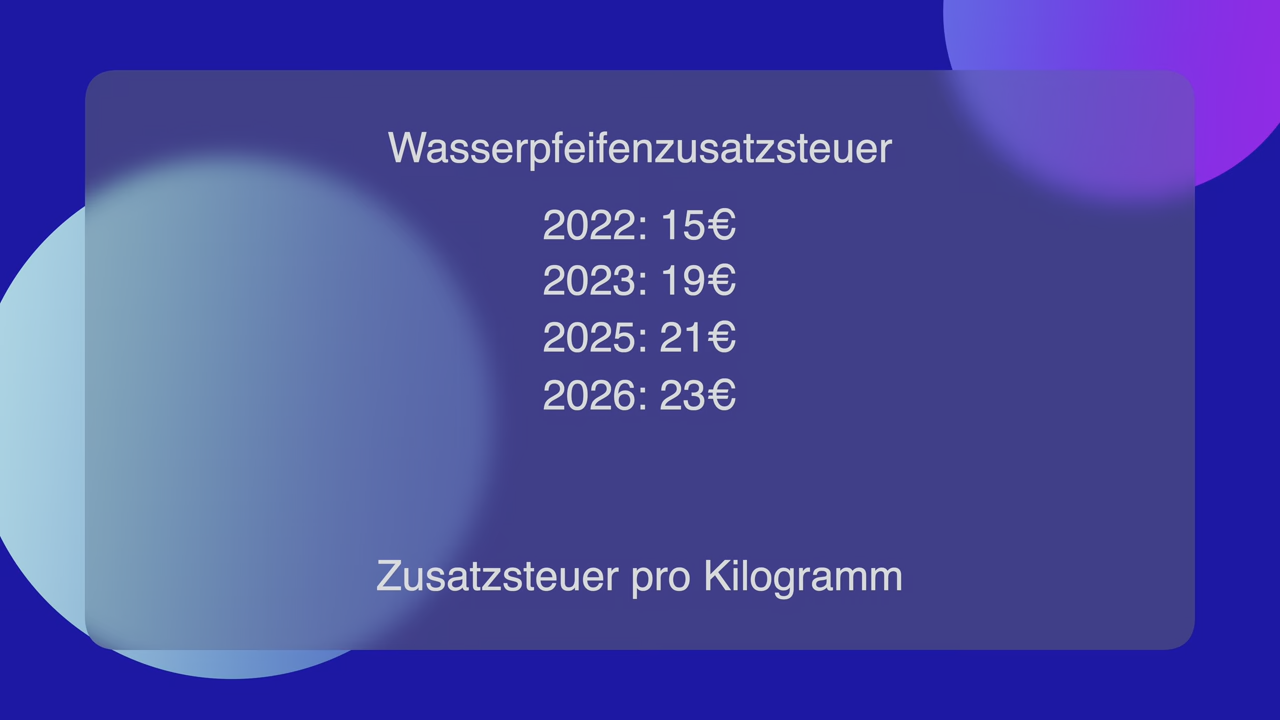 Wasserpfeifenzusatzsteuer
2022: 15€
2023: 19€
2025: 21€
2026: 23€
Zusatzsteuer pro Kilogramm